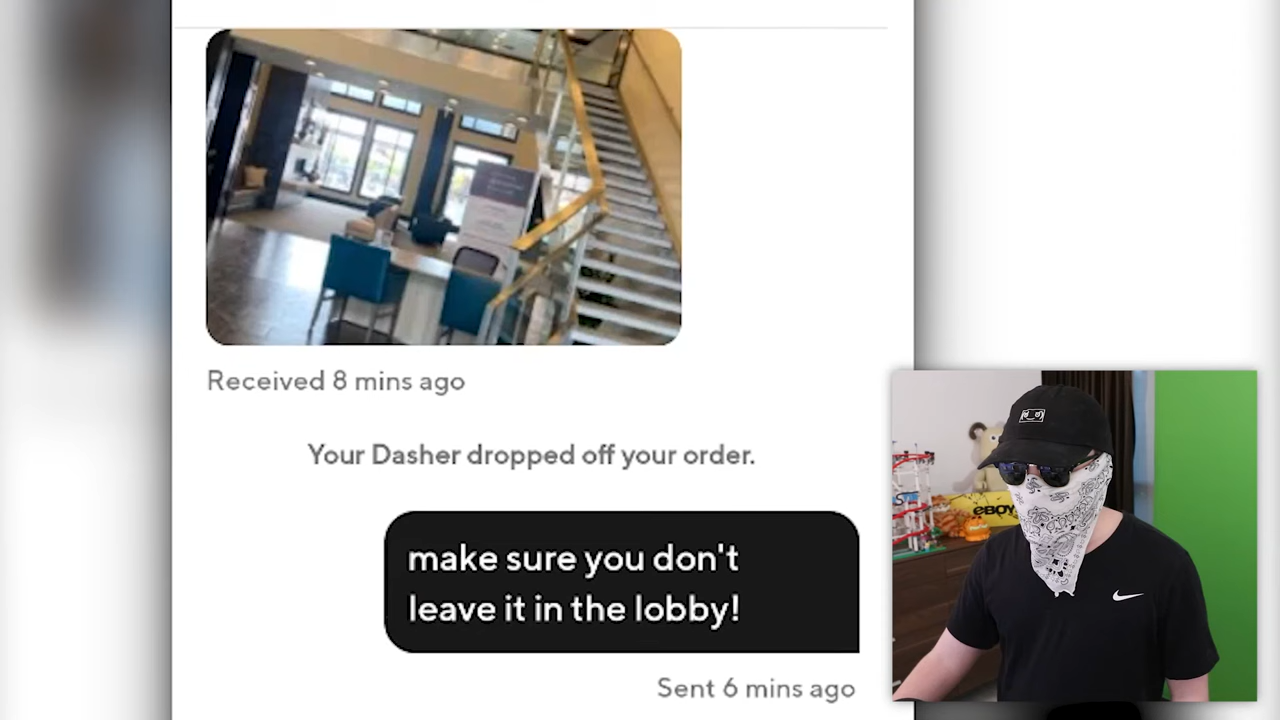 Received 8 mins ago
Your Dasher dropped off your order.
make sure you don't
leave it in the lobby!
Sent 6 mins ago
eBOY